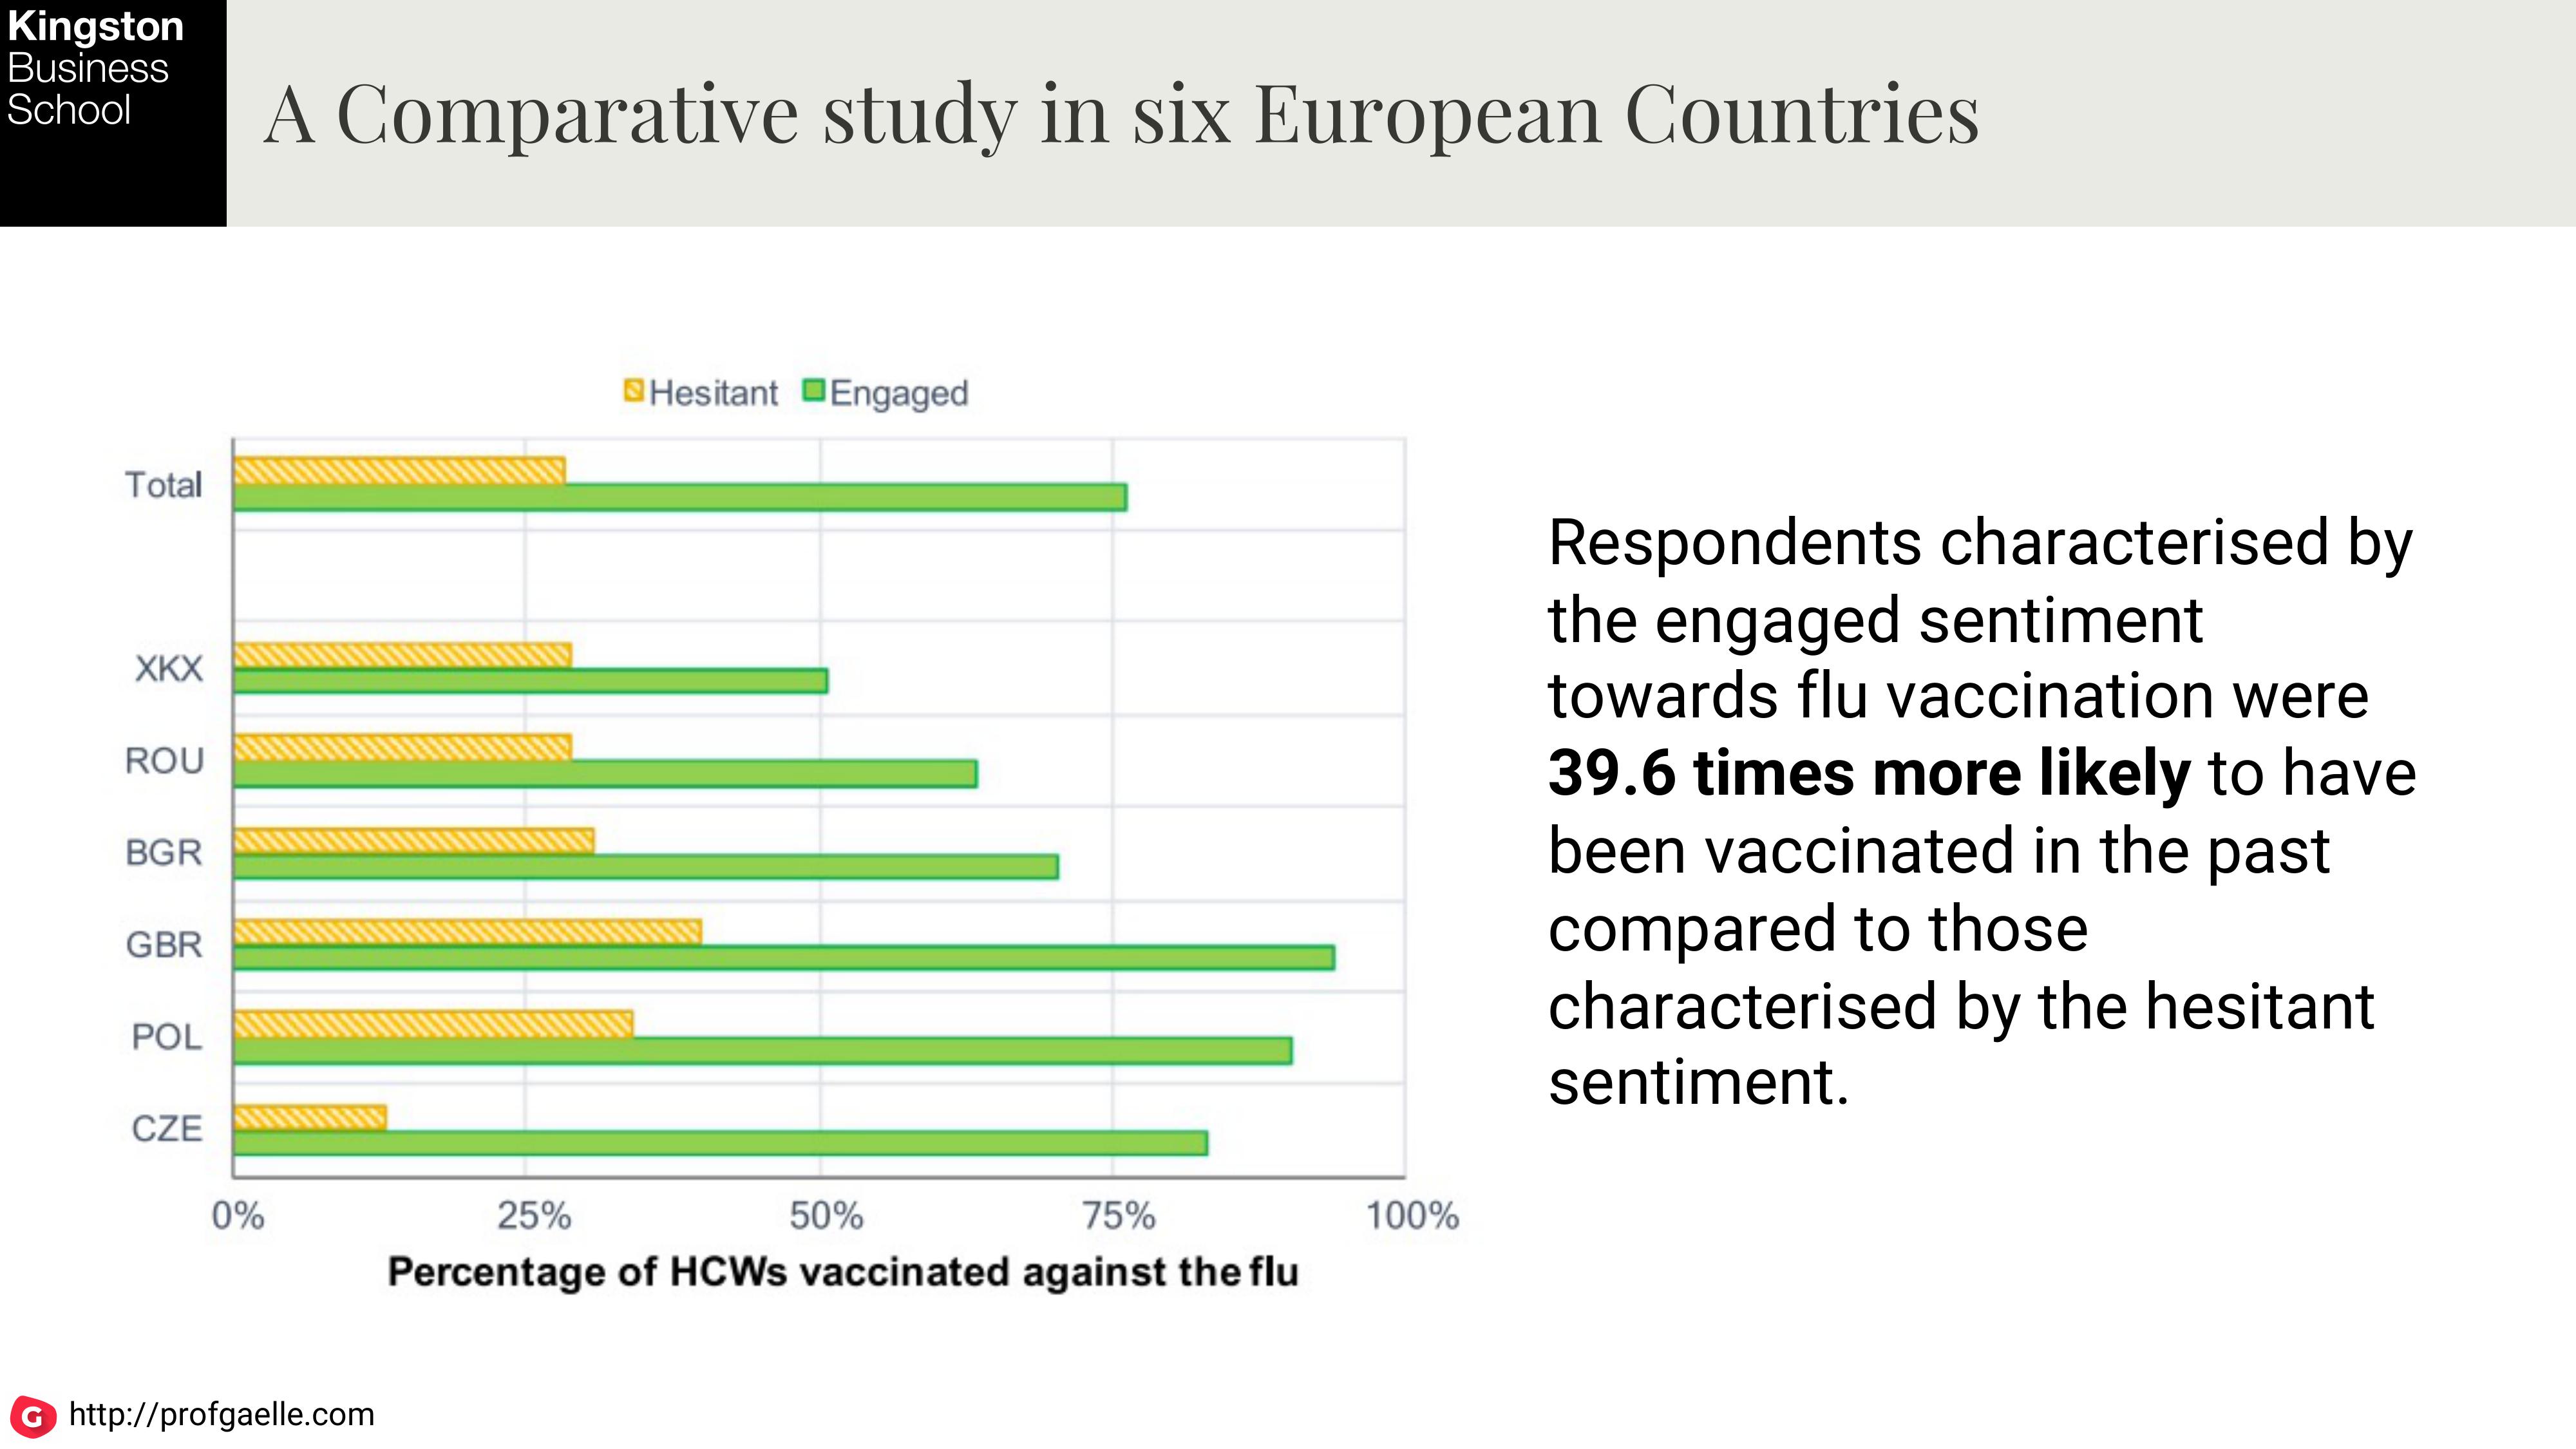 Kingston
Business
School
A Comparative study in six European Countries
Hesitant Engaged
Total
XKX
ROU
BGR
GBR
POL
CZE
0% 25% 50% 75% 100%
Percentage of HCWs vaccinated against the flu
Respondents characterised by
the engaged sentiment
towards flu vaccination were
39.6 times more likely to have
been vaccinated in the past
compared to those
characterised by the hesitant
sentiment.
G http://profgaelle.com